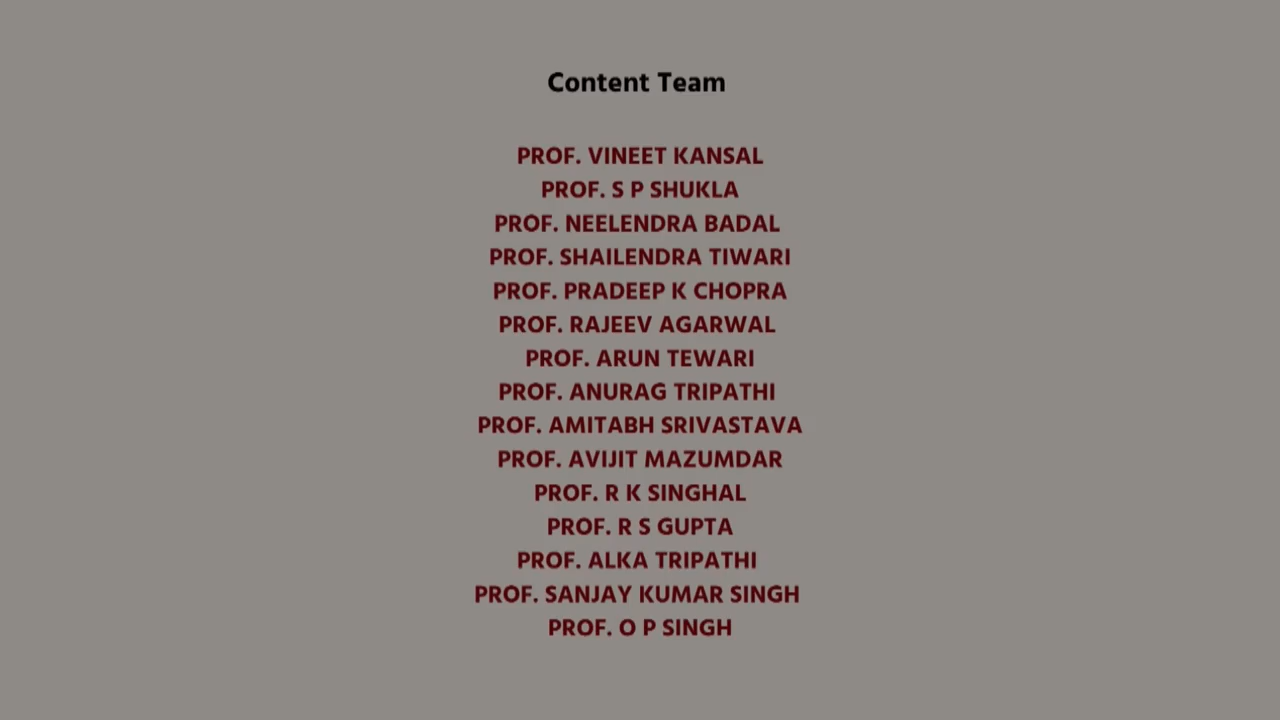 Content Team
PROF. VINEET KANSAL
PROF. S P SHUKLA
PROF. NEELENDRA BADAL
PROF. SHAILENDRA TIWARI
PROF. PRADEEP K CHOPRA
PROF. RAJEEV AGARWAL
PROF. ARUN TEWARI
PROF. ANURAG TRIPATHI
PROF. AMITABH SRIVASTAVA
PROF. AVIJIT MAZUMDAR
PROF. R K SINGHAL
PROF. R S GUPTA
PROF. ALKA TRIPATHI
PROF. SANJAY KUMAR SINGH
PROF. O P SINGH